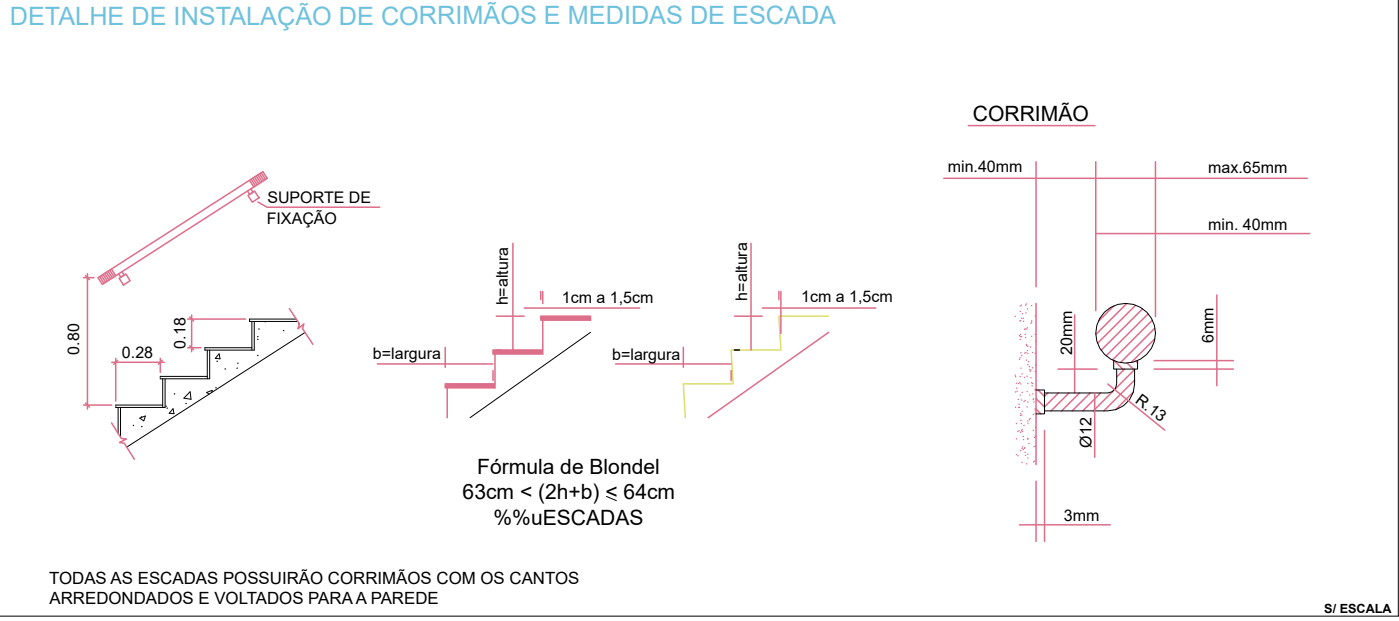 DETALHE DE INSTALAÇÃO DE CORRIMÃOS E MEDIDAS DE ESCADA
SUPORTE DE
FIXAÇÃO
0.80
0.28
0.18
h=altura
1cm a 1,5cm
b=largura
h=altura
1cm a 1,5cm
b=largura
Fórmula de Blondel
63cm < (2h+b) ⩽ 64cm
%%uESCADAS
CORRIMÃO
min.40mm
max.65mm
min. 40mm
20mm
6mm
R.13
Ø12
3mm
TODAS AS ESCADAS POSSUIRÃO CORRIMÃOS COM OS CANTOS
ARREDONDADOS E VOLTADOS PARA A PAREDE
S/ ESCALA